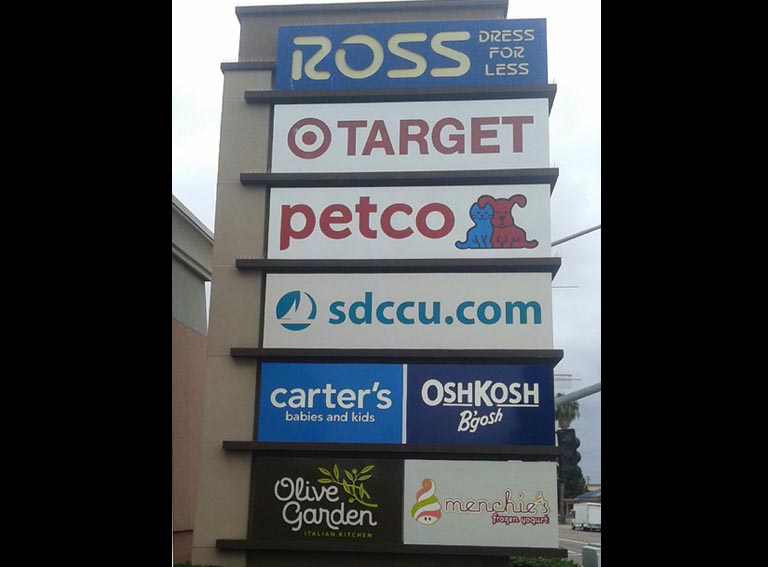 ROSS DRESS FOR LESS
TARGET
petco
sdccu.com
carter's
babies and kids
OSHKOSH
B'gosh
Olive
Garden
ITALIAN KITCHEN
menchie's
frozen yogurt